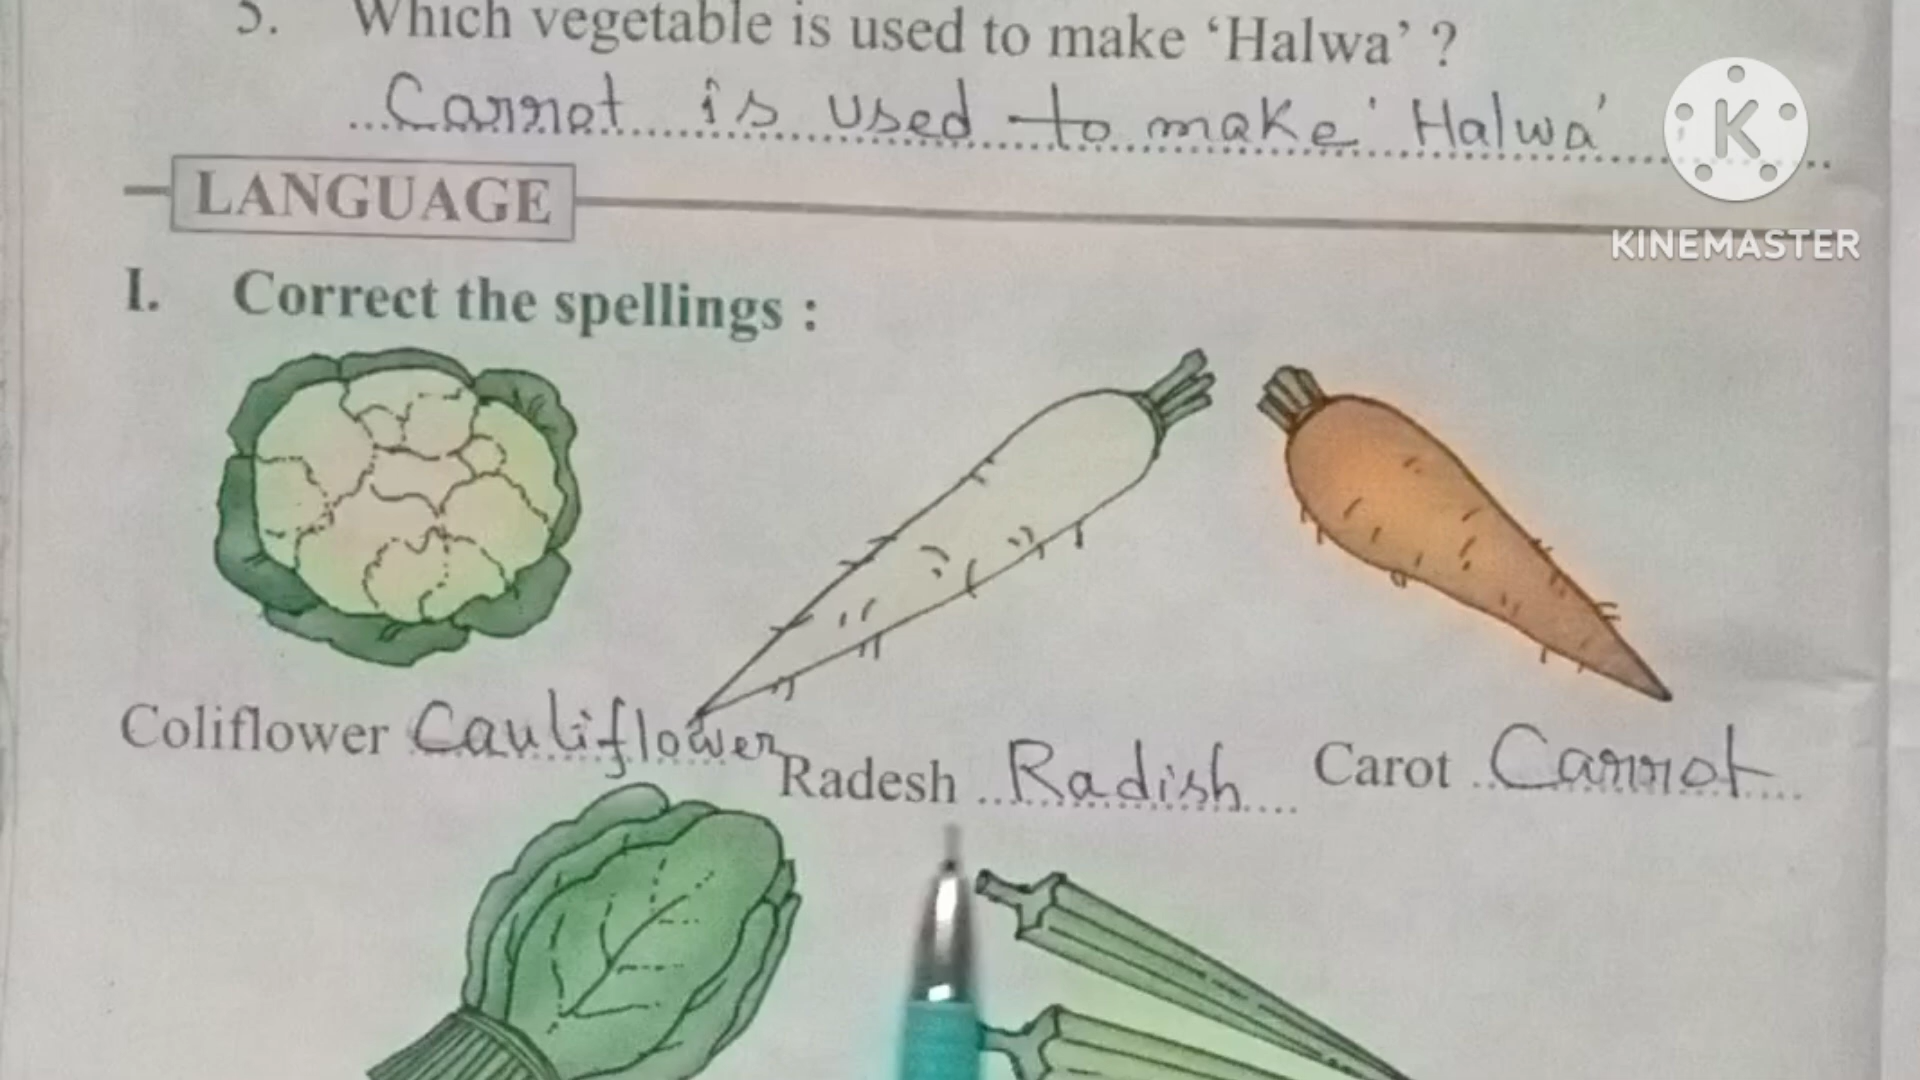 5. Which vegetable is used to make ‘Halwa’ ?
Carrot is used to make 'Halwa'
K
KINEMASTER
LANGUAGE
I. Correct the spellings :
Coliflower Cauliflower Radesh Radish Carot Carrot